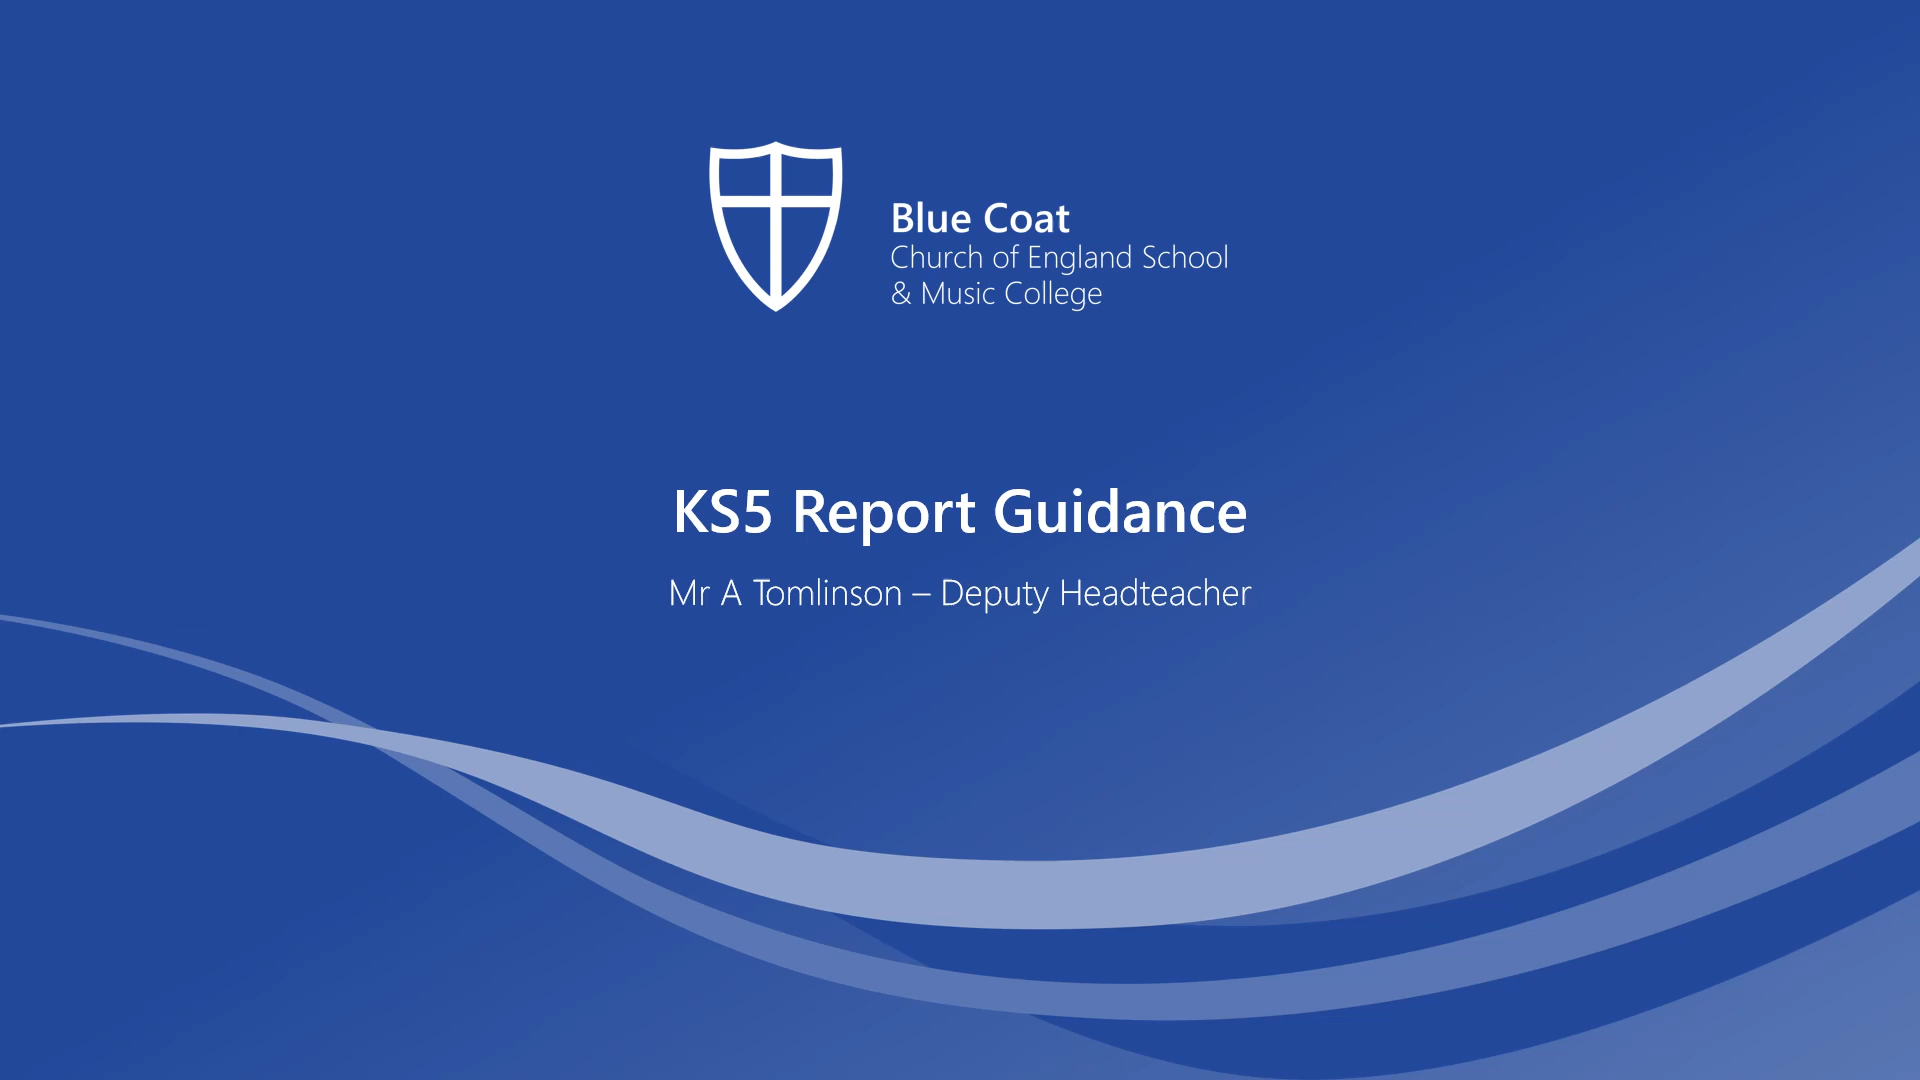 Blue Coat
Church of England School
& Music College
KS5 Report Guidance
Mr A Tomlinson – Deputy Headteacher